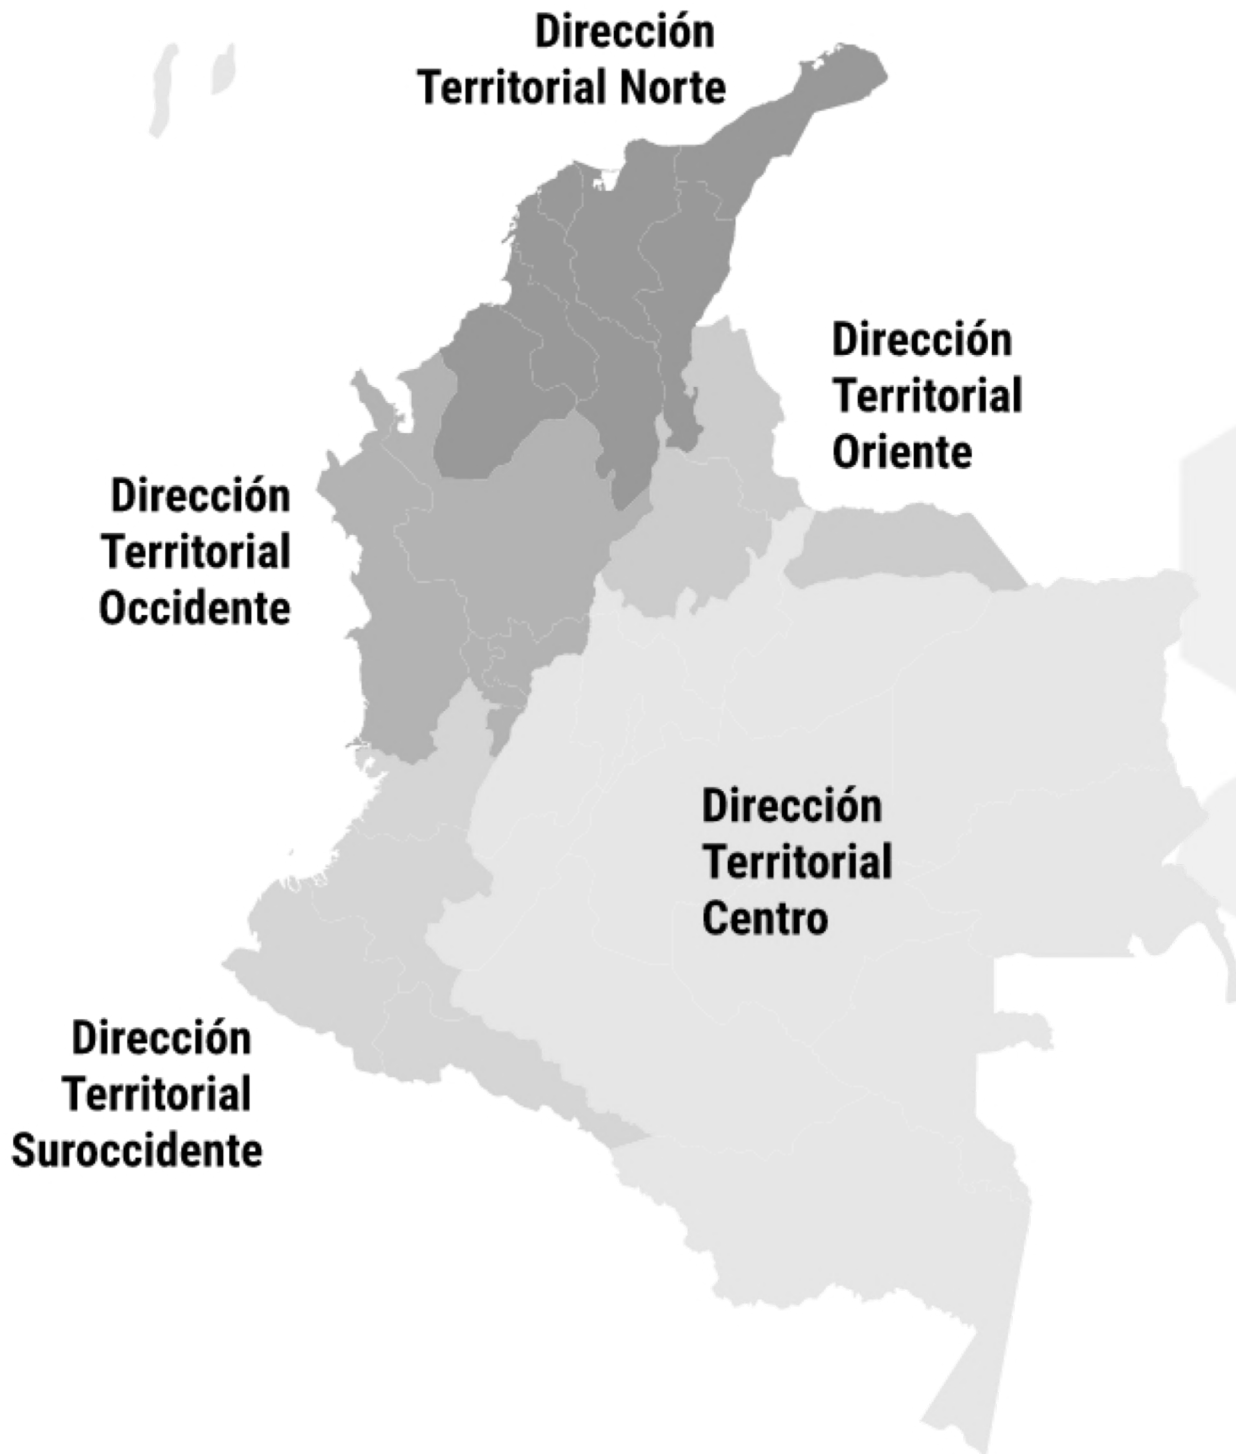 Dirección
Territorial Norte
Dirección
Territorial
Oriente
Dirección
Territorial
Occidente
Dirección
Territorial
Centro
Dirección
Territorial
Suroccidente